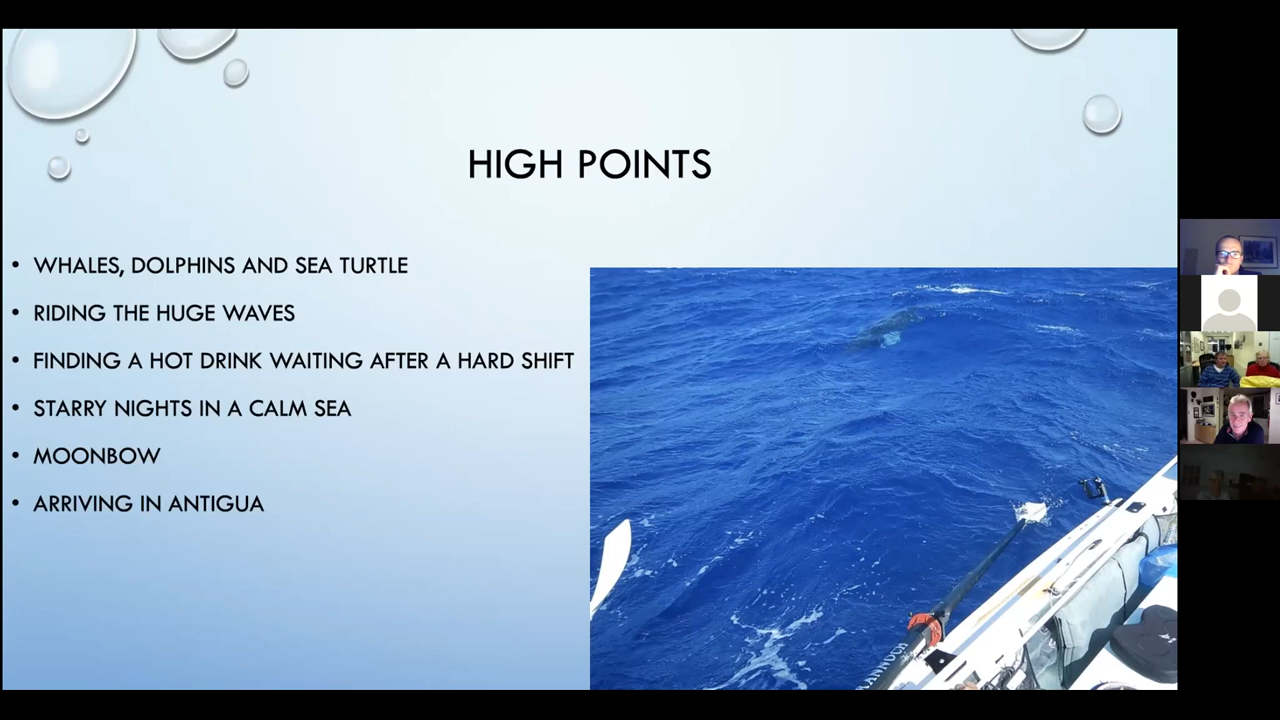 HIGH POINTS
• WHALES, DOLPHINS AND SEA TURTLE
• RIDING THE HUGE WAVES
• FINDING A HOT DRINK WAITING AFTER A HARD SHIFT
• STARRY NIGHTS IN A CALM SEA
• MOONBOW
• ARRIVING IN ANTIGUA